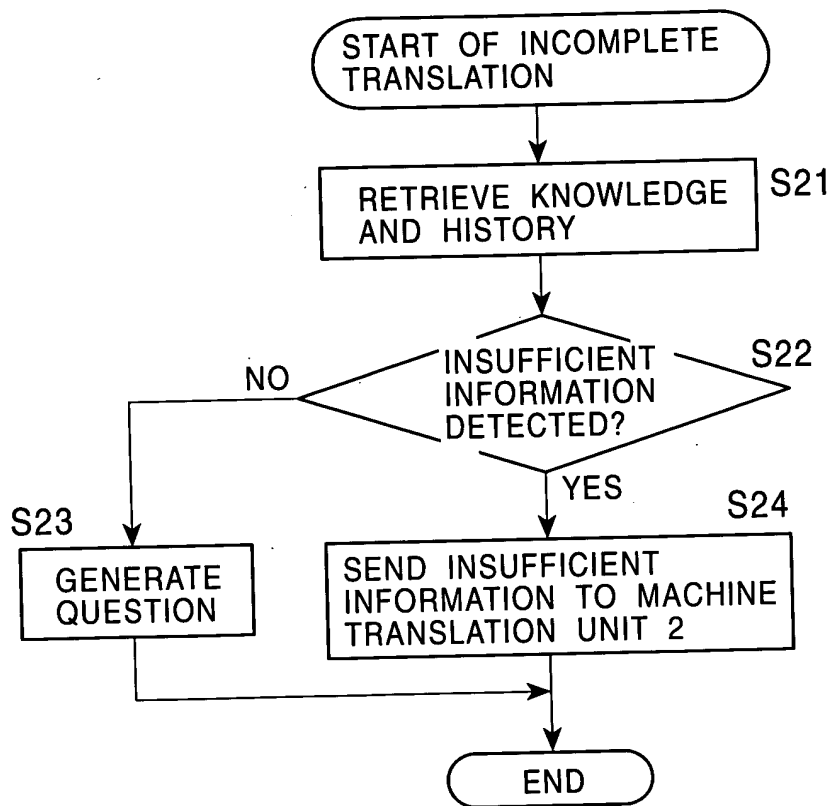 START OF INCOMPLETE
TRANSLATION
RETRIEVE KNOWLEDGE
AND HISTORY
S21
INSUFFICIENT
INFORMATION
DETECTED?
S22
NO
YES
S23
GENERATE
QUESTION
S24
SEND INSUFFICIENT
INFORMATION TO MACHINE
TRANSLATION UNIT 2
END